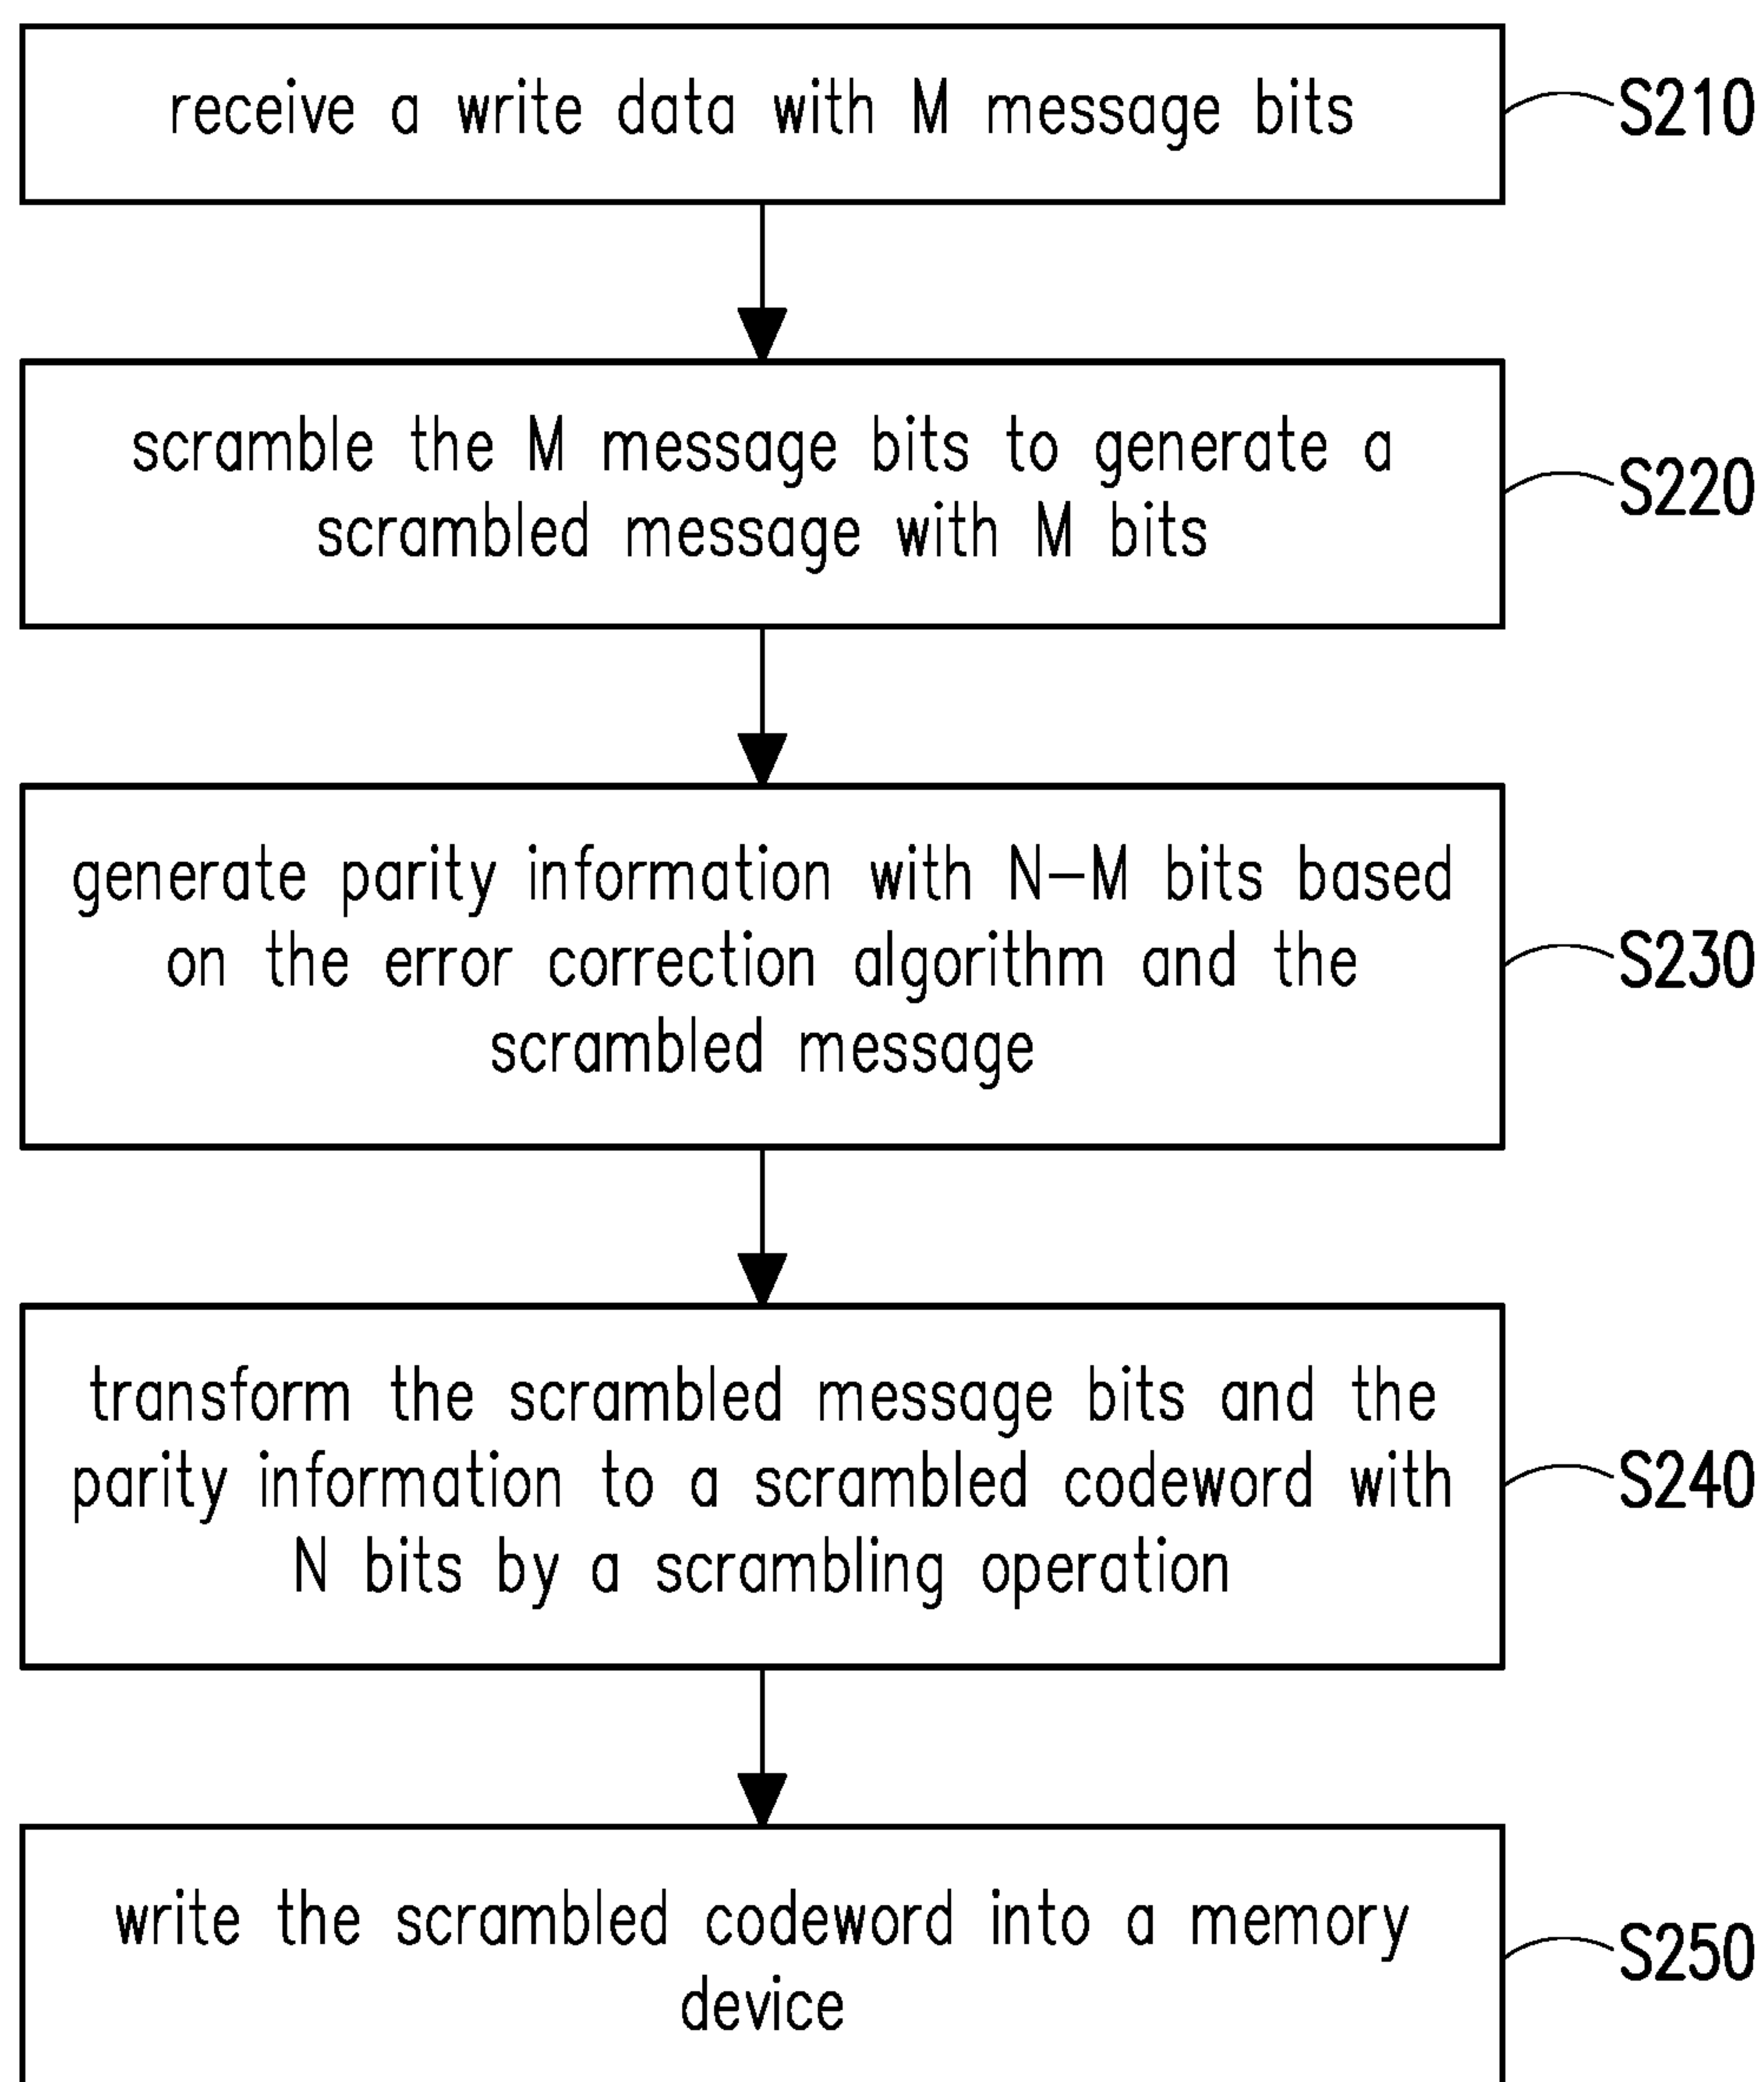 receive a write data with M message bits
S210
scramble the M message bits to generate a
scrambled message with M bits
S220
generate parity information with N-M bits based
on the error correction algorithm and the
scrambled message
S230
transform the scrambled message bits and the
parity information to a scrambled codeword with
N bits by a scrambling operation
S240
write the scrambled codeword into a memory
device
S250